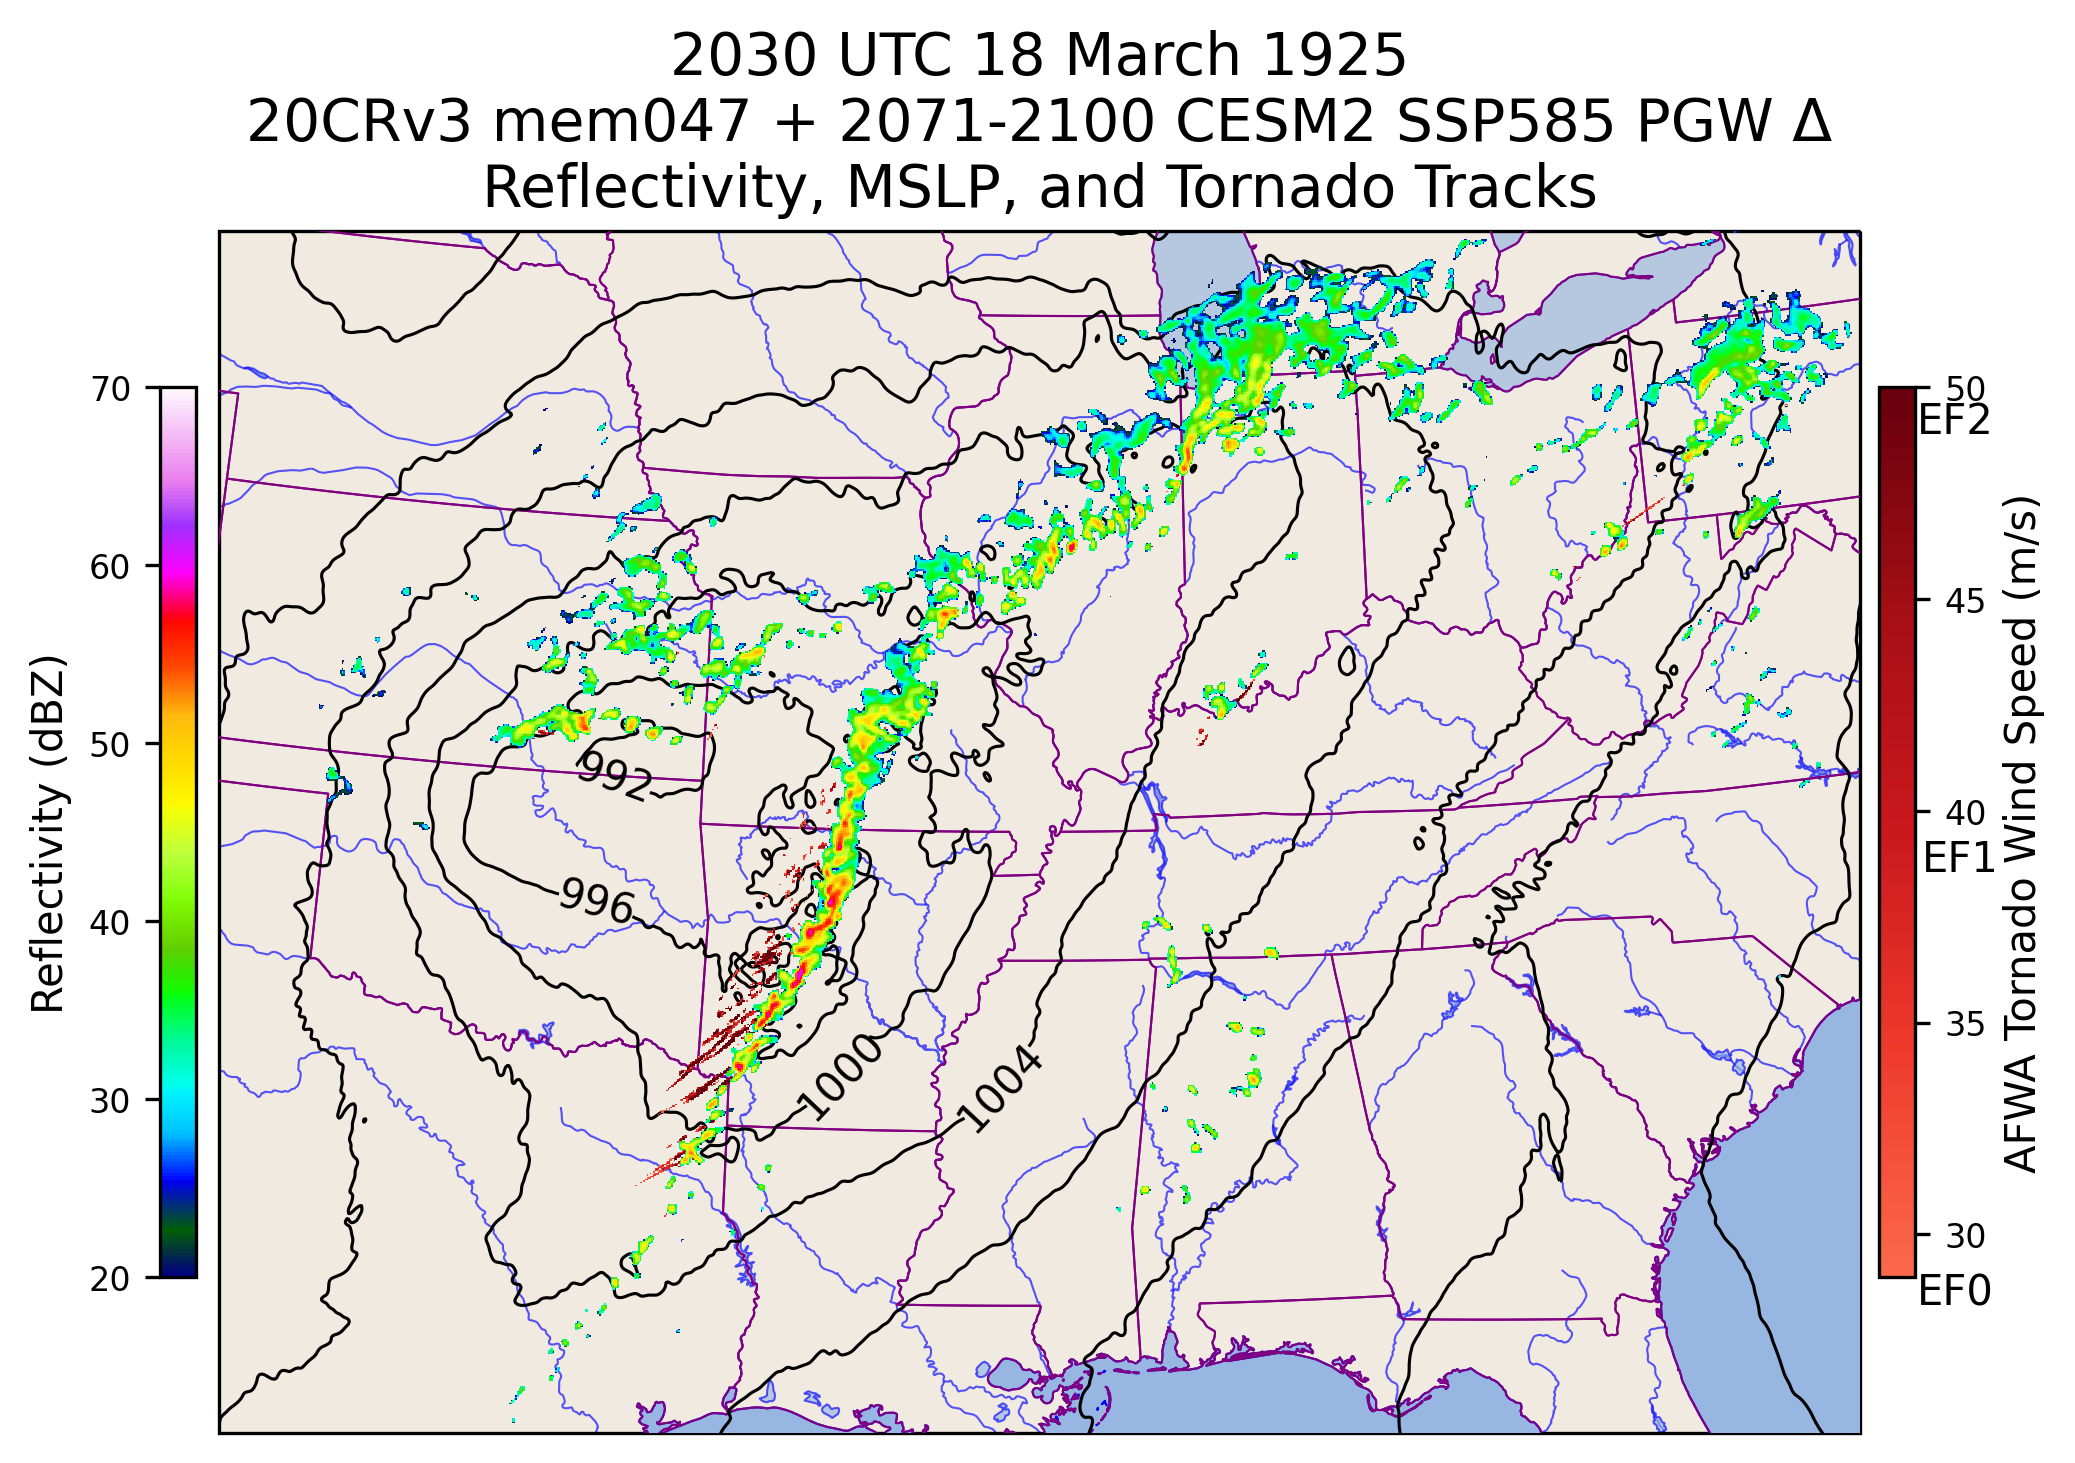 2030 UTC 18 March 1925
20CRv3 mem047 + 2071-2100 CESM2 SSP585 PGW Δ
Reflectivity, MSLP, and Tornado Tracks
Reflectivity (dBZ)
70
60
50
40
30
20
992
996
1000
1004
50
EF2
45
40
EF1
35
30
EF0
AFWA Tornado Wind Speed (m/s)